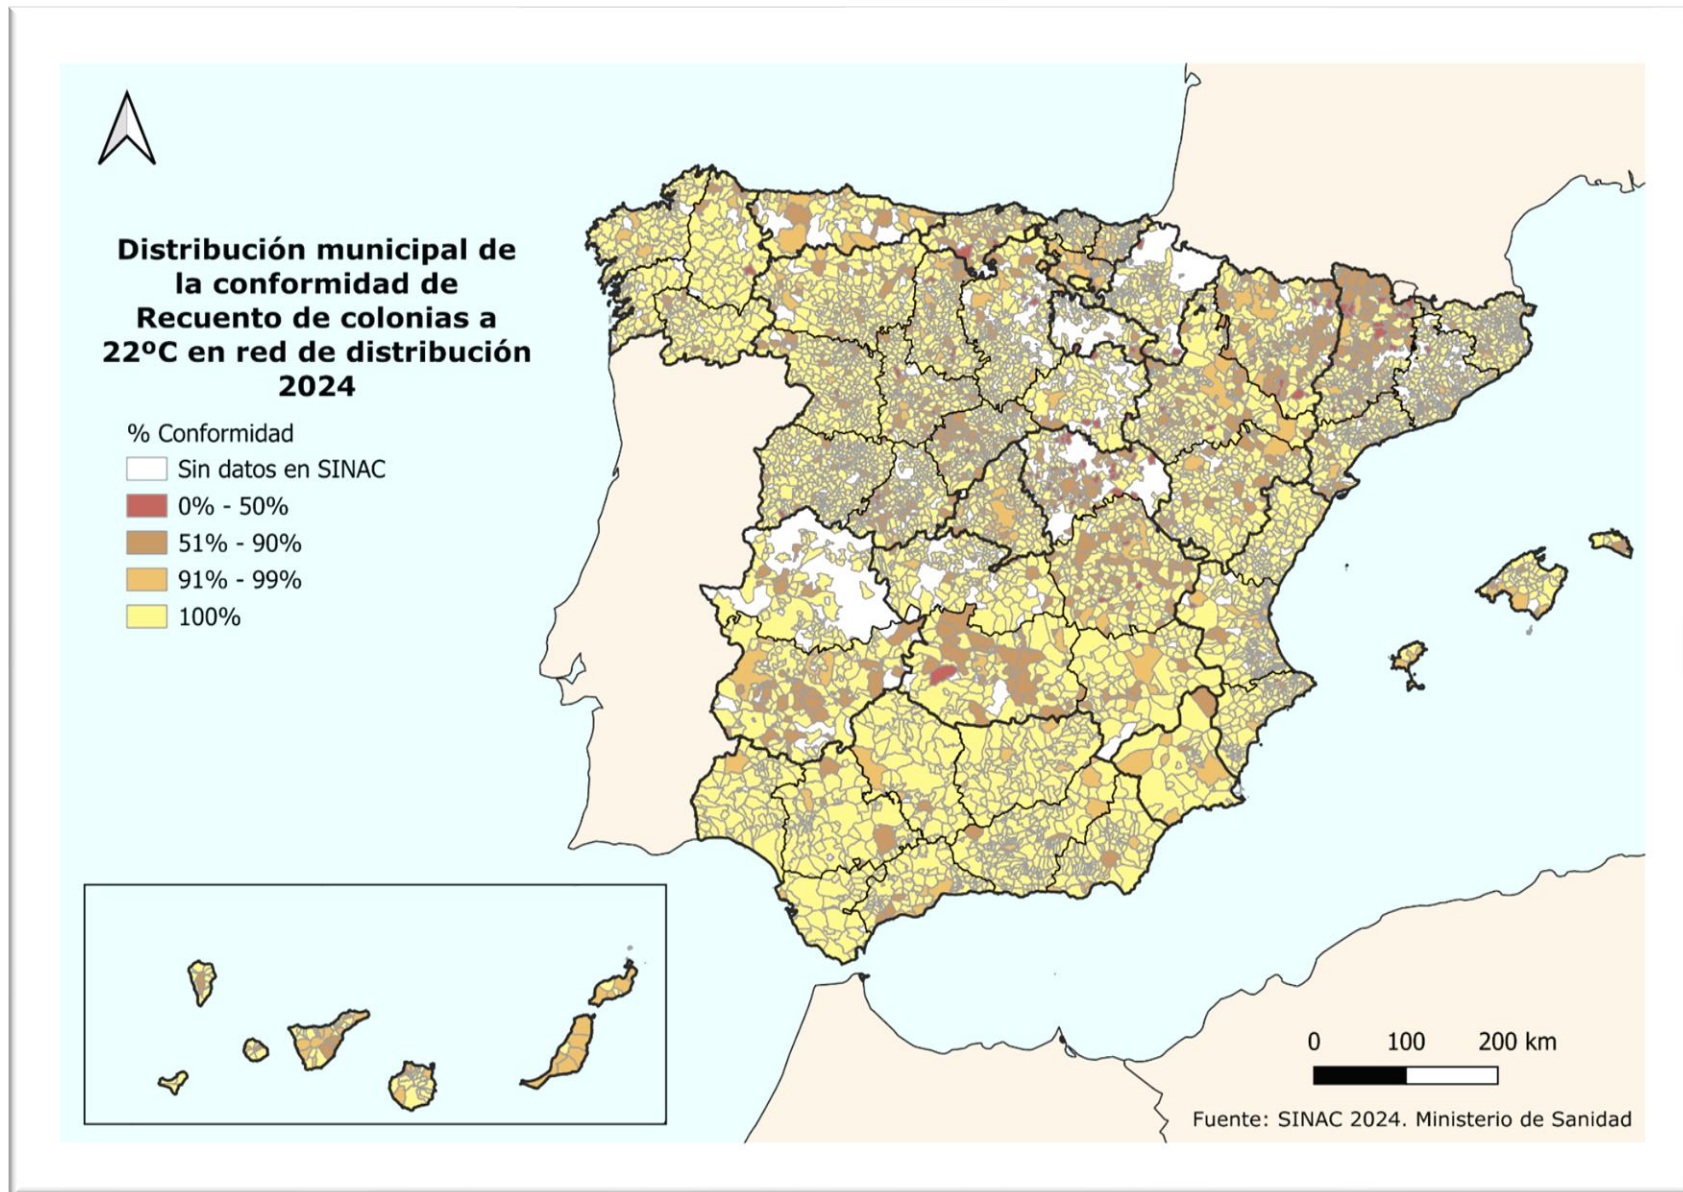 Distribución municipal de
la conformidad de
Recuento de colonias a
22ºC en red de distribución
2024
% Conformidad
Sin datos en SINAC
0% - 50%
51% - 90%
91% - 99%
100%
0 100 200 km
Fuente: SINAC 2024. Ministerio de Sanidad